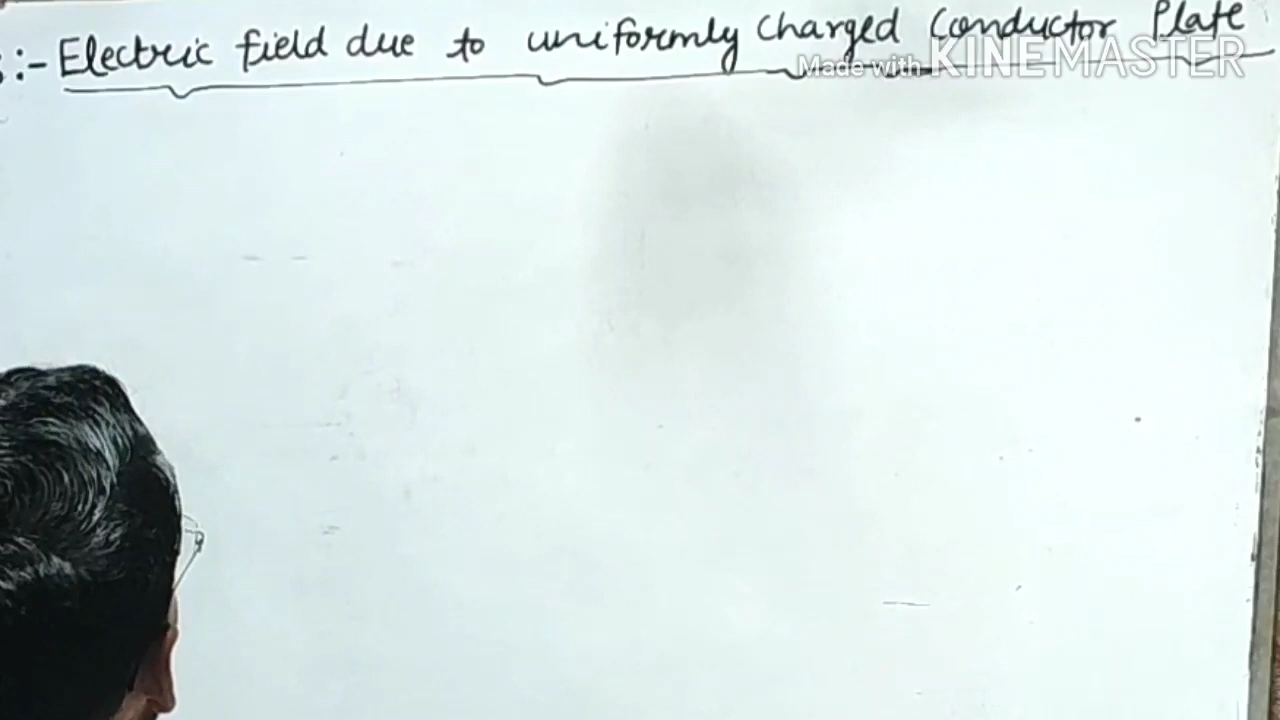 :- Electric field due to uniformly charged Conductor Plate
Made with KINEMASTER